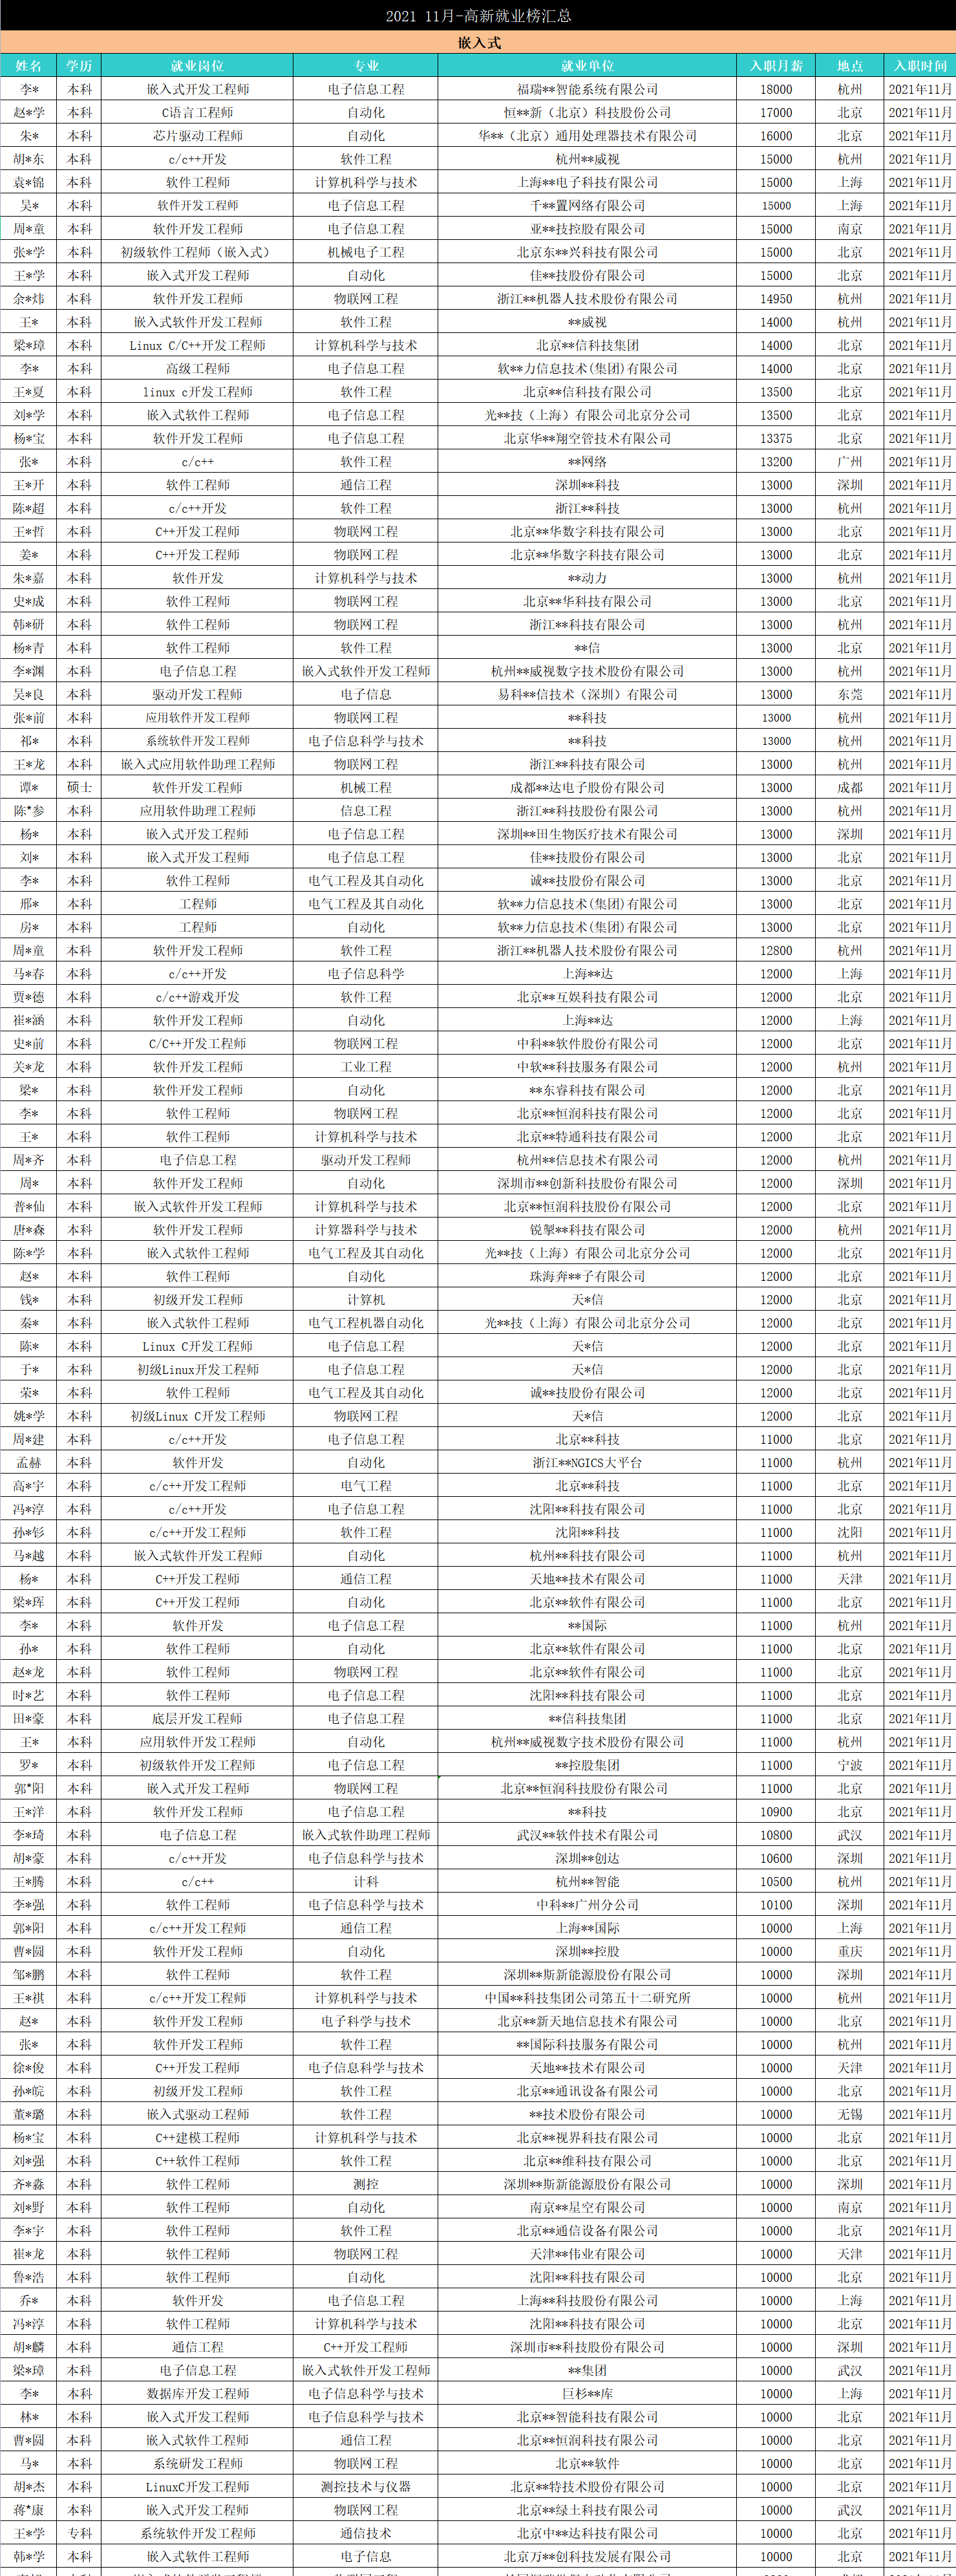 2021 11月-高新就业榜汇总
嵌入式
姓名 学历 就业岗位 专业 就业单位 入职月薪 地点 入职时间
李* 本科 嵌入式开发工程师 电子信息工程 福瑞**智能系统有限公司 18000 杭州 2021年11月
赵*学 本科 C语言工程师 自动化 恒**新（北京）科技股份公司 17000 北京 2021年11月
朱* 本科 芯片驱动工程师 自动化 华**（北京）通用处理器技术有限公司 16000 北京 2021年11月
胡*东 本科 c/c++开发 软件工程 杭州**威视 15000 杭州 2021年11月
袁*锦 本科 软件工程师 计算机科学与技术 上海**电子科技有限公司 15000 上海 2021年11月
吴* 本科 软件开发工程师 电子信息工程 千**置网络有限公司 15000 上海 2021年11月
周*童 本科 软件开发工程师 电子信息工程 亚**技控股有限公司 15000 南京 2021年11月
张*学 本科 初级软件工程师（嵌入式） 机械电子工程 北京东**兴科技有限公司 15000 北京 2021年11月
王*学 本科 嵌入式开发工程师 自动化 佳**技股份有限公司 15000 北京 2021年11月
余*炜 本科 软件开发工程师 物联网工程 浙江**机器人技术股份有限公司 14950 杭州 2021年11月
王* 本科 嵌入式软件开发工程师 软件工程 **威视 14000 杭州 2021年11月
梁*璋 本科 Linux C/C++开发工程师 计算机科学与技术 北京**信科技集团 14000 北京 2021年11月
李* 本科 高级工程师 电子信息工程 软**力信息技术(集团)有限公司 14000 北京 2021年11月
王*夏 本科 linux c开发工程师 软件工程 北京**信科技有限公司 13500 北京 2021年11月
刘*学 本科 嵌入式软件工程师 电子信息工程 光**技（上海）有限公司北京分公司 13500 北京 2021年11月
杨*宝 本科 软件开发工程师 电子信息工程 北京华**翔空管技术有限公司 13375 北京 2021年11月
张* 本科 c/c++ 软件工程 **网络 13200 广州 2021年11月
王*开 本科 软件工程师 通信工程 深圳**科技 13000 深圳 2021年11月
陈*超 本科 c/c++开发 软件工程 浙江**科技 13000 杭州 2021年11月
王*哲 本科 C++开发工程师 物联网工程 北京**华数字科技有限公司 13000 北京 2021年11月
姜* 本科 C++开发工程师 物联网工程 北京**华数字科技有限公司 13000 北京 2021年11月
朱*嘉 本科 软件开发 计算机科学与技术 **动力 13000 杭州 2021年11月
史*成 本科 软件工程师 物联网工程 北京**华科技有限公司 13000 北京 2021年11月
韩*研 本科 软件工程师 物联网工程 浙江**科技有限公司 13000 杭州 2021年11月
杨*青 本科 软件工程师 软件工程 **信 13000 北京 2021年11月
李*渊 本科 电子信息工程 嵌入式软件开发工程师 杭州**威视数字技术股份有限公司 13000 杭州 2021年11月
吴*良 本科 驱动开发工程师 电子信息 易科**信技术（深圳）有限公司 13000 东莞 2021年11月
张*前 本科 应用软件开发工程师 物联网工程 **科技 13000 杭州 2021年11月
祁* 本科 系统软件开发工程师 电子信息科学与技术 **科技 13000 杭州 2021年11月
王*龙 本科 嵌入式应用软件助理工程师 物联网工程 浙江**科技有限公司 13000 杭州 2021年11月
谭* 硕士 软件开发工程师 机械工程 成都**达电子股份有限公司 13000 成都 2021年11月
陈*参 本科 应用软件助理工程师 信息工程 浙江**科技股份有限公司 13000 杭州 2021年11月
杨* 本科 嵌入式开发工程师 电子信息工程 深圳**田生物医疗技术有限公司 13000 深圳 2021年11月
刘* 本科 嵌入式开发工程师 电子信息工程 佳**技股份有限公司 13000 北京 2021年11月
李* 本科 软件工程师 电气工程及其自动化 诚**技股份有限公司 13000 北京 2021年11月
邢* 本科 工程师 电气工程及其自动化 软**力信息技术(集团)有限公司 13000 北京 2021年11月
房* 本科 工程师 自动化 软**力信息技术(集团)有限公司 13000 北京 2021年11月
周*童 本科 软件开发工程师 软件工程 浙江**机器人技术股份有限公司 12800 杭州 2021年11月
马*春 本科 c/c++开发 电子信息科学 上海**达 12000 上海 2021年11月
贾*德 本科 c/c++游戏开发 软件工程 北京**互娱科技有限公司 12000 北京 2021年11月
崔*涵 本科 软件开发工程师 自动化 上海**达 12000 上海 2021年11月
史*前 本科 C/C++开发工程师 物联网工程 中科**软件股份有限公司 12000 北京 2021年11月
关*龙 本科 软件开发工程师 工业工程 中软**科技服务有限公司 12000 杭州 2021年11月
梁* 本科 软件开发工程师 自动化 **东睿科技有限公司 12000 北京 2021年11月
李* 本科 软件工程师 物联网工程 北京**恒润科技有限公司 12000 北京 2021年11月
王* 本科 软件工程师 计算机科学与技术 北京**特通科技有限公司 12000 北京 2021年11月
周*齐 本科 电子信息工程 驱动开发工程师 杭州**信息技术有限公司 12000 杭州 2021年11月
周* 本科 软件开发工程师 自动化 深圳市**创新科技股份有限公司 12000 深圳 2021年11月
普*仙 本科 嵌入式软件开发工程师 计算机科学与技术 北京**恒润科技股份有限公司 12000 北京 2021年11月
唐*森 本科 软件开发工程师 计算器科学与技术 锐掣**科技有限公司 12000 杭州 2021年11月
陈*学 本科 嵌入式软件工程师 电气工程及其自动化 光**技（上海）有限公司北京分公司 12000 北京 2021年11月
赵* 本科 软件工程师 自动化 珠海奔**子有限公司 12000 北京 2021年11月
钱* 本科 初级开发工程师 计算机 天*信 12000 北京 2021年11月
秦* 本科 嵌入式软件工程师 电气工程机器自动化 光**技（上海）有限公司北京分公司 12000 北京 2021年11月
陈* 本科 Linux C开发工程师 电子信息工程 天*信 12000 北京 2021年11月
于* 本科 初级Linux开发工程师 电子信息工程 天*信 12000 北京 2021年11月
荣* 本科 软件工程师 电气工程及其自动化 诚**技股份有限公司 12000 北京 2021年11月
姚*学 本科 初级Linux C开发工程师 物联网工程 天*信 12000 北京 2021年11月
周*建 本科 c/c++开发 电子信息工程 北京**科技 11000 北京 2021年11月
孟赫 本科 软件开发 自动化 浙江**NGICS大平台 11000 杭州 2021年11月
高*宇 本科 c/c++开发工程师 电气工程 北京**科技 11000 北京 2021年11月
冯*淳 本科 c/c++开发 电子信息工程 沈阳**科技有限公司 11000 北京 2021年11月
孙*钐 本科 c/c++开发工程师 软件工程 沈阳**科技 11000 沈阳 2021年11月
马*越 本科 嵌入式软件开发工程师 自动化 杭州**科技有限公司 11000 杭州 2021年11月
杨* 本科 C++开发工程师 通信工程 天地**技术有限公司 11000 天津 2021年11月
梁*珲 本科 C++开发工程师 自动化 北京**软件有限公司 11000 北京 2021年11月
李* 本科 软件开发 电子信息工程 **国际 11000 杭州 2021年11月
孙* 本科 软件工程师 自动化 北京**软件有限公司 11000 北京 2021年11月
赵*龙 本科 软件工程师 物联网工程 北京**软件有限公司 11000 北京 2021年11月
时*艺 本科 软件工程师 电子信息工程 沈阳**科技有限公司 11000 北京 2021年11月
田*豪 本科 底层开发工程师 电子信息工程 **信科技集团 11000 北京 2021年11月
王* 本科 应用软件开发工程师 自动化 杭州**威视数字技术股份有限公司 11000 杭州 2021年11月
罗* 本科 初级软件开发工程师 电子信息工程 **控股集团 11000 宁波 2021年11月
郭*阳 本科 嵌入式开发工程师 物联网工程 北京**恒润科技股份有限公司 11000 北京 2021年11月
王*洋 本科 软件开发工程师 电子信息工程 **科技 10900 北京 2021年11月
李*琦 本科 电子信息工程 嵌入式软件助理工程师 武汉**软件技术有限公司 10800 武汉 2021年11月
胡*豪 本科 c/c++开发 电子信息科学与技术 深圳**创达 10600 深圳 2021年11月
王*腾 本科 c/c++ 计科 杭州**智能 10500 杭州 2021年11月
李*强 本科 软件工程师 电子信息科学与技术 中科**广州分公司 10100 深圳 2021年11月
郭*阳 本科 c/c++开发工程师 通信工程 上海**国际 10000 上海 2021年11月
曹*圆 本科 软件开发工程师 自动化 深圳**控股 10000 重庆 2021年11月
邹*鹏 本科 软件工程师 软件工程 深圳**斯新能源股份有限公司 10000 深圳 2021年11月
王*祺 本科 c/c++开发工程师 计算机科学与技术 中国**科技集团公司第五十二研究所 10000 杭州 2021年11月
赵* 本科 软件开发工程师 电子科学与技术 北京**新天地信息技术有限公司 10000 北京 2021年11月
张* 本科 软件开发工程师 软件工程 **国际科技服务有限公司 10000 杭州 2021年11月
徐*俊 本科 C++开发工程师 电子信息科学与技术 天地**技术有限公司 10000 天津 2021年11月
孙*皖 本科 初级开发工程师 软件工程 北京**通讯设备有限公司 10000 北京 2021年11月
董*璐 本科 嵌入式驱动工程师 软件工程 **技术股份有限公司 10000 无锡 2021年11月
杨*宝 本科 C++建模工程师 计算机科学与技术 北京**视界科技有限公司 10000 北京 2021年11月
刘*强 本科 C++软件工程师 软件工程 北京**维科技有限公司 10000 北京 2021年11月
齐*淼 本科 软件工程师 测控 深圳**斯新能源股份有限公司 10000 深圳 2021年11月
刘*野 本科 软件工程师 自动化 南京**星空有限公司 10000 南京 2021年11月
李*宇 本科 软件工程师 软件工程 北京**通信设备有限公司 10000 北京 2021年11月
崔*龙 本科 软件工程师 物联网工程 天津**伟业有限公司 10000 天津 2021年11月
鲁*浩 本科 软件工程师 自动化 沈阳**科技有限公司 10000 北京 2021年11月
乔* 本科 软件开发 电子信息工程 上海**科技股份有限公司 10000 上海 2021年11月
冯*淳 本科 软件工程师 计算机科学与技术 沈阳**科技有限公司 10000 北京 2021年11月
胡*麟 本科 通信工程 C++开发工程师 深圳市**科技股份有限公司 10000 深圳 2021年11月
梁*璋 本科 电子信息工程 嵌入式软件开发工程师 **集团 10000 武汉 2021年11月
李* 本科 数据库开发工程师 电子信息科学与技术 巨杉**库 10000 上海 2021年11月
林* 本科 嵌入式开发工程师 电子信息科学与技术 北京**智能科技有限公司 10000 北京 2021年11月
曹*圆 本科 嵌入式软件工程师 通信工程 北京**恒润科技有限公司 10000 北京 2021年11月
马* 本科 系统研发工程师 物联网工程 北京**软件 10000 北京 2021年11月
胡*杰 本科 LinuxC开发工程师 测控技术与仪器 北京**特技术股份有限公司 10000 北京 2021年11月
蒋*康 本科 嵌入式开发工程师 物联网工程 北京**绿土科技有限公司 10000 武汉 2021年11月
王*学 专科 系统软件开发工程师 通信技术 北京中**达科技有限公司 10000 北京 2021年11月
韩*学 本科 嵌入式软件工程师 电子信息 北京万**创科技发展有限公司 10000 北京 2021年11月